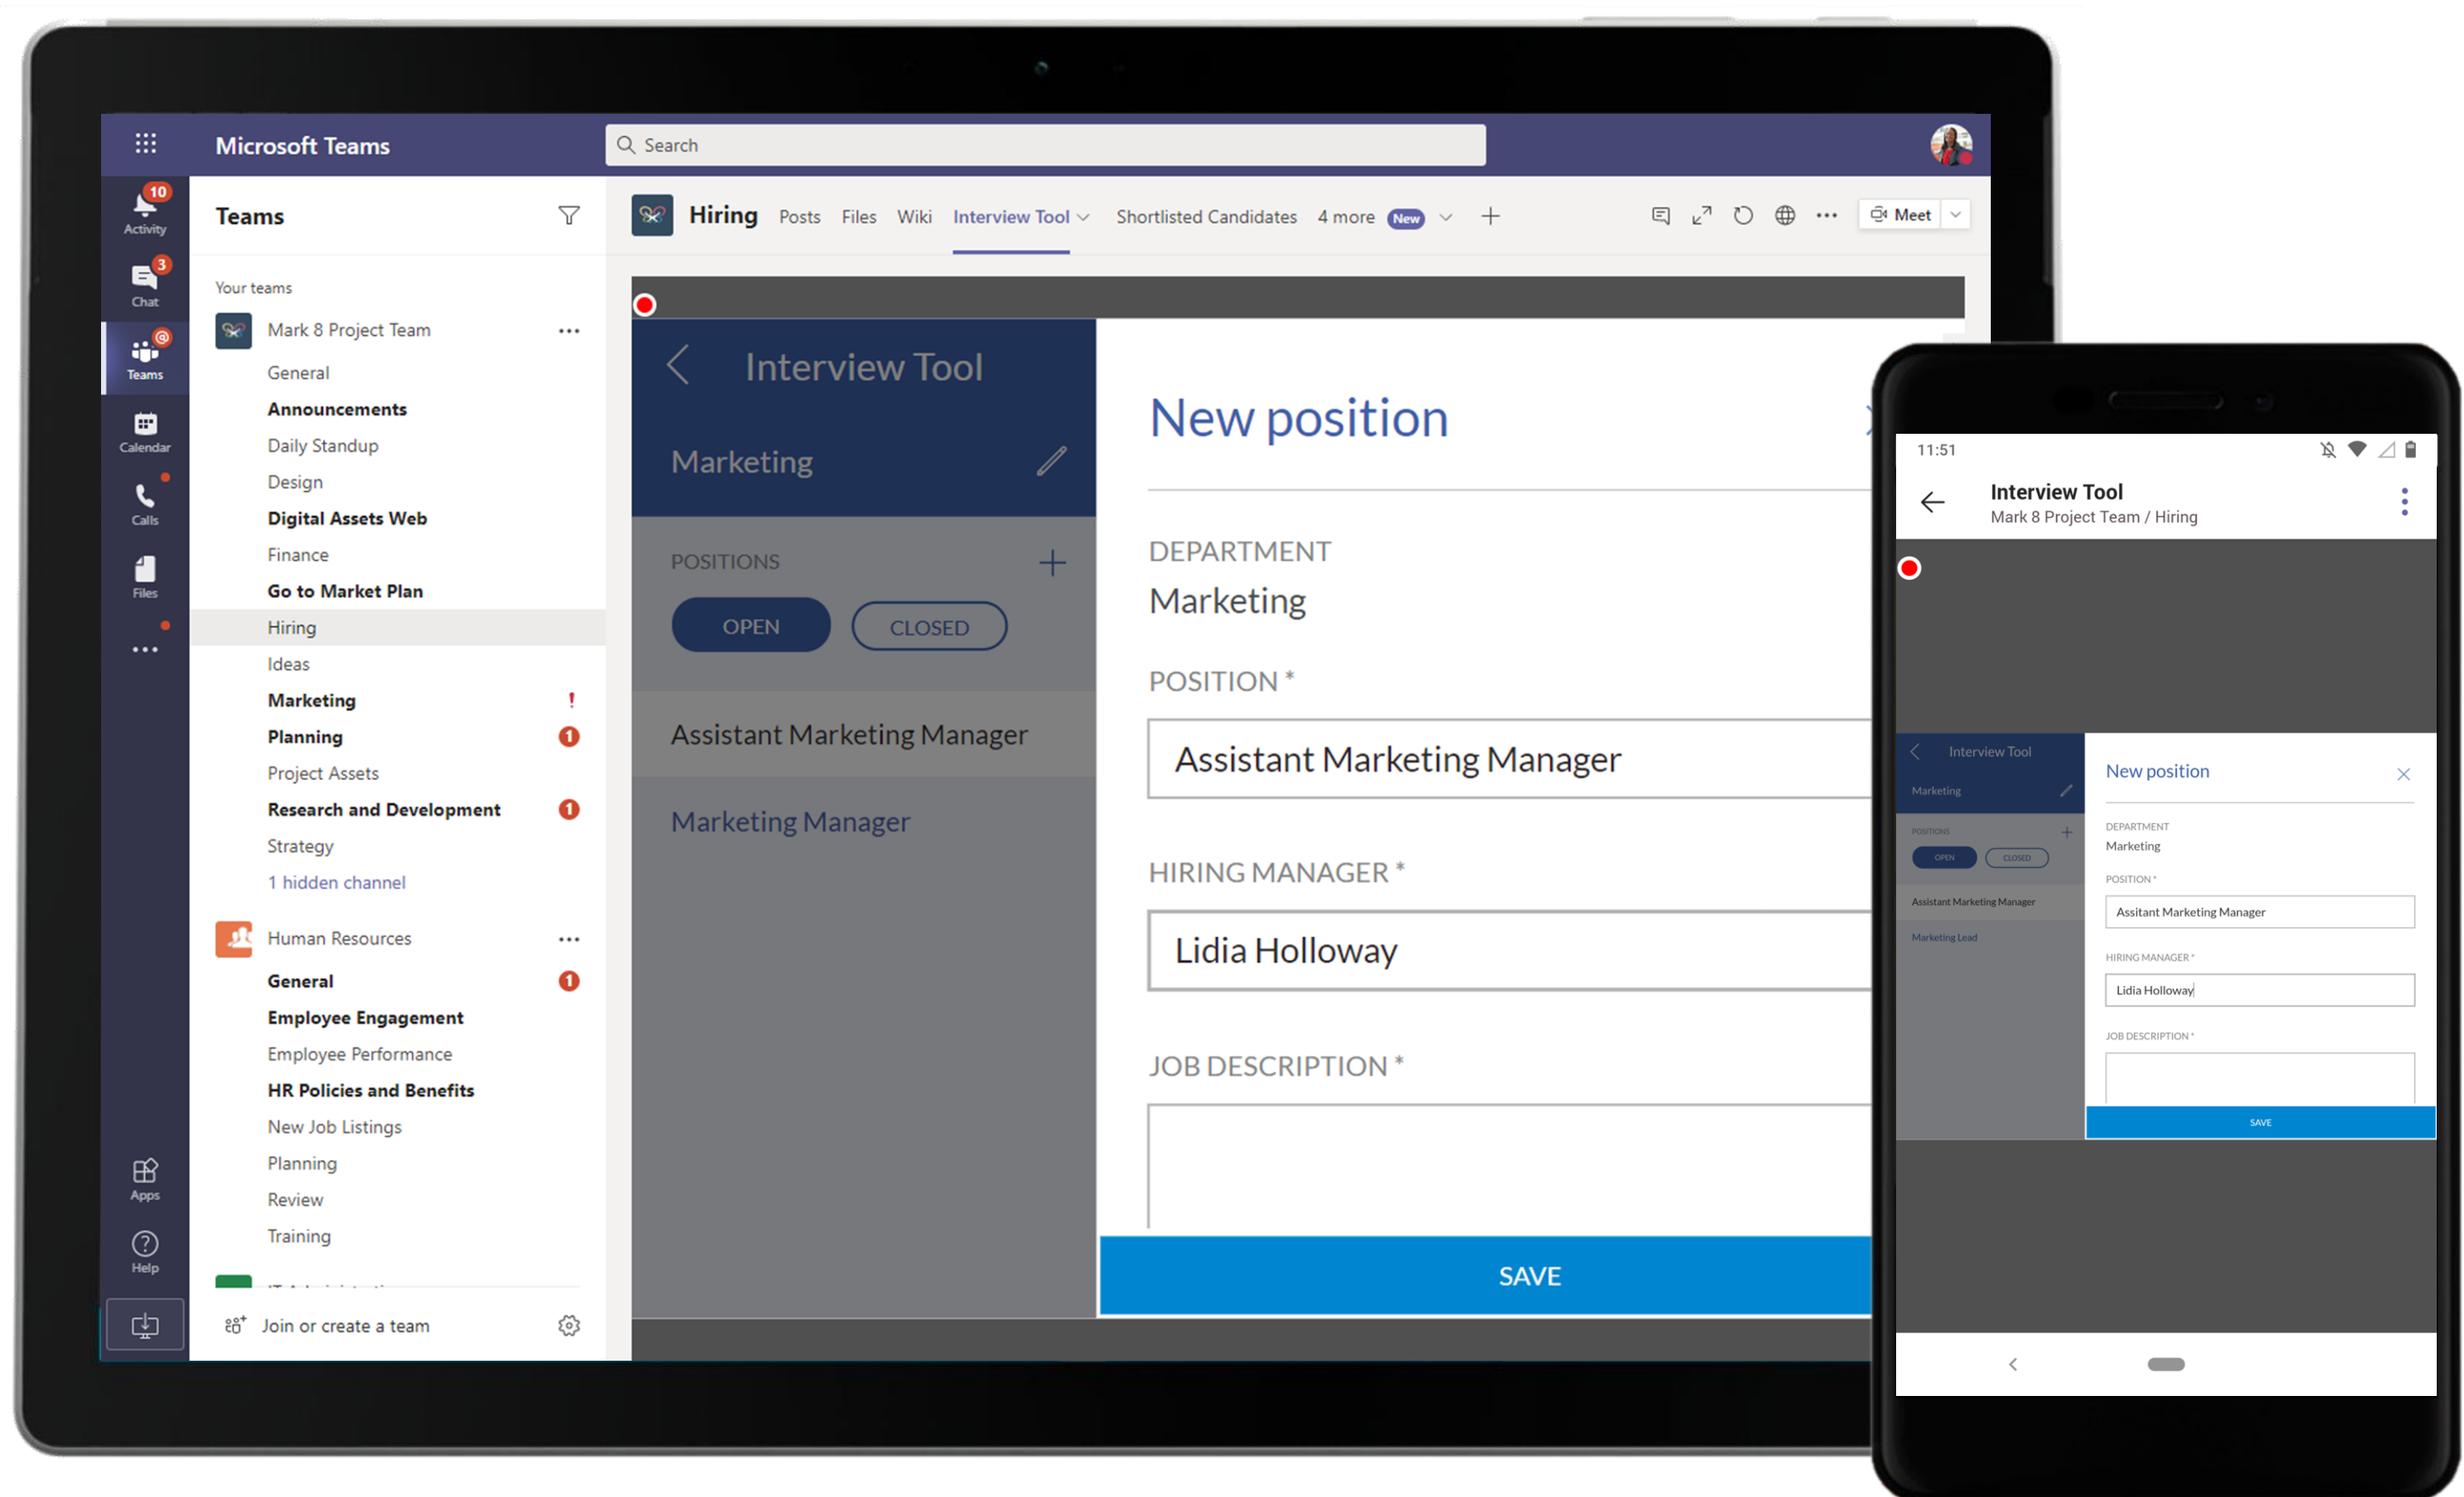 Microsoft Teams
Search
10
Activity
3
Chat
@
Teams
Calendar
Calls
Files
Apps
Help
Teams
Your teams
Mark 8 Project Team
General
Announcements
Daily Standup
Design
Digital Assets Web
Finance
Go to Market Plan
Hiring
Ideas
Marketing !
Planning 1
Project Assets
Research and Development 1
Strategy
1 hidden channel
Human Resources
General 1
Employee Engagement
Employee Performance
HR Policies and Benefits
New Job Listings
Planning
Review
Training
Join or create a team
Hiring Posts Files Wiki Interview Tool Shortlisted Candidates 4 more New Meet
Interview Tool
Marketing
POSITIONS
OPEN CLOSED
Assistant Marketing Manager
Marketing Manager
New position
DEPARTMENT
Marketing
POSITION *
Assistant Marketing Manager
HIRING MANAGER *
Lidia Holloway
JOB DESCRIPTION *
SAVE
11:51
Interview Tool
Mark 8 Project Team / Hiring
Interview Tool
Marketing
POSITIONS
OPEN CLOSED
Assistant Marketing Manager
Marketing Lead
New position
DEPARTMENT
Marketing
POSITION *
Assitant Marketing Manager
HIRING MANAGER *
Lidia Holloway
JOB DESCRIPTION *
SAVE